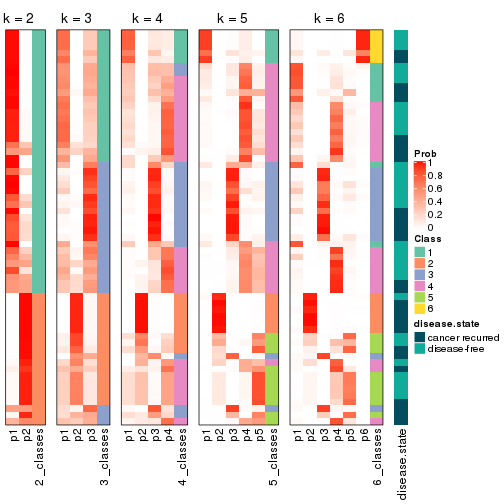 k = 2
k = 3
k = 4
k = 5
k = 6
Prob
1
0.8
0.6
0.4
0.2
0
Class
1
2
3
4
5
6
disease.state
cancer recurred
disease-free
p1
p2
2_classes
p1
p2
p3
3_classes
p1
p2
p3
p4
4_classes
p1
p2
p3
p4
p5
5_classes
p1
p2
p3
p4
p5
p6
6_classes
disease.state